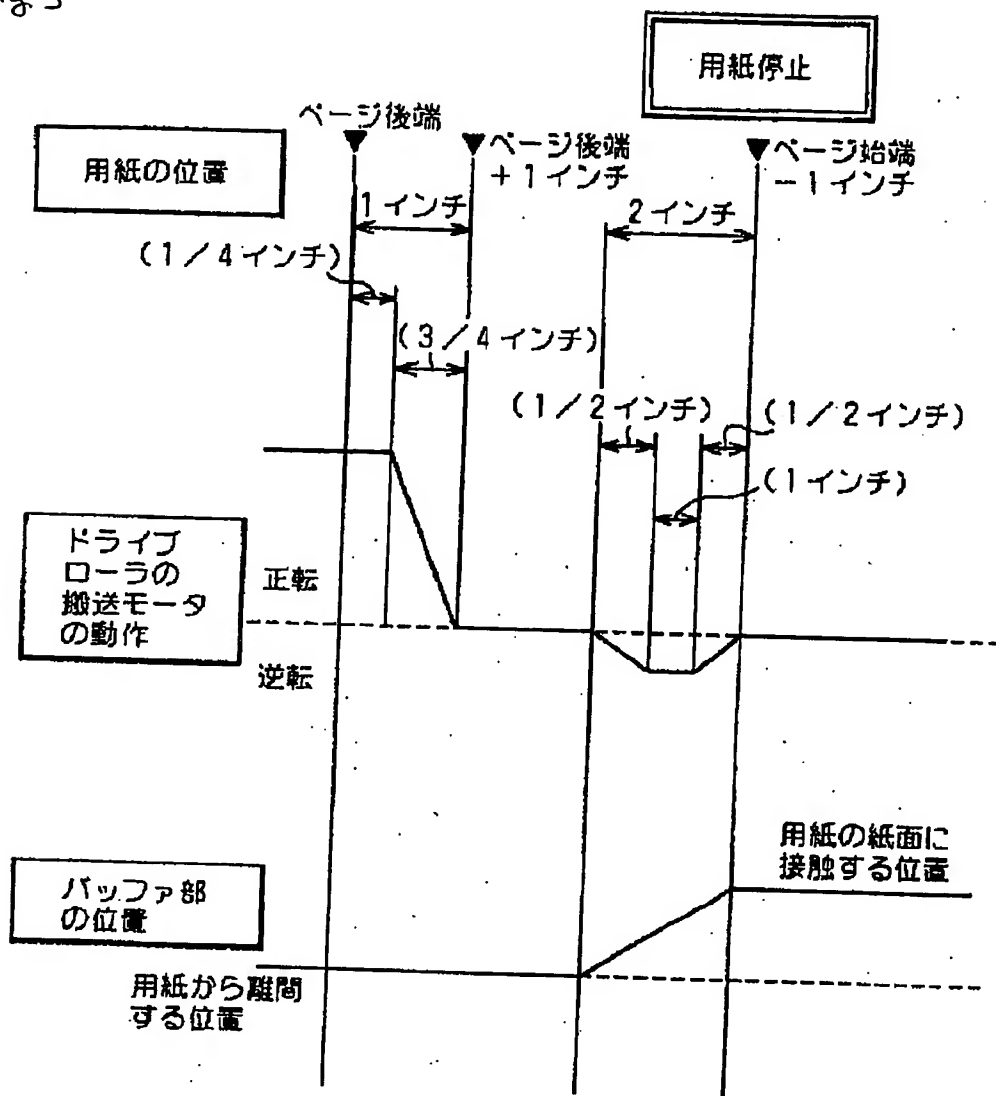 用紙停止
ページ後端
用紙の位置
ページ後端
+1インチ
ページ始端
-1インチ
1インチ
2インチ
(1/4インチ)
(3/4インチ)
(1/2インチ)
(1/2インチ)
(1インチ)
ドライブ
ローラの
搬送モータ
の動作
正転
逆転
用紙の紙面に
接触する位置
バッファ部
の位置
用紙から離間
する位置